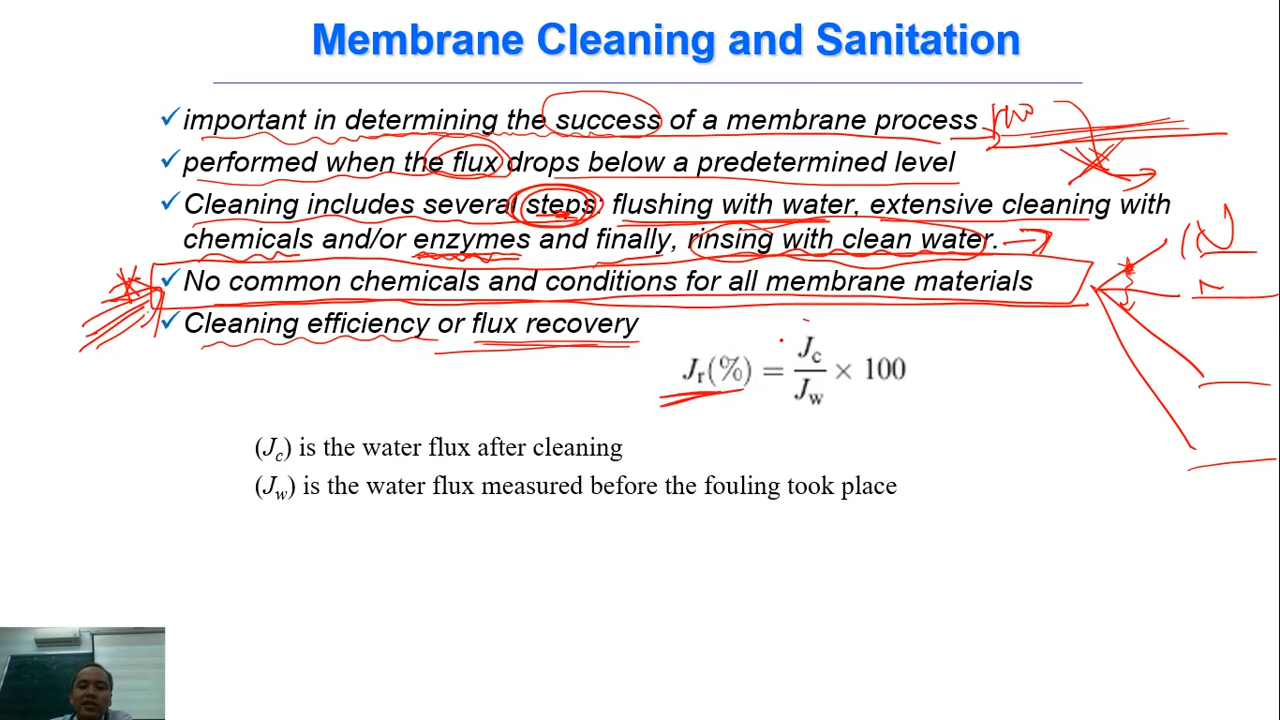 Membrane Cleaning and Sanitation
✓ important in determining the success of a membrane process
✓ performed when the flux drops below a predetermined level
✓ Cleaning includes several steps: flushing with water, extensive cleaning with
chemicals and/or enzymes and finally, rinsing with clean water.
✓ No common chemicals and conditions for all membrane materials
✓ Cleaning efficiency or flux recovery
Jr(%) = Jc/Jw × 100
(Jc) is the water flux after cleaning
(Jw) is the water flux measured before the fouling took place